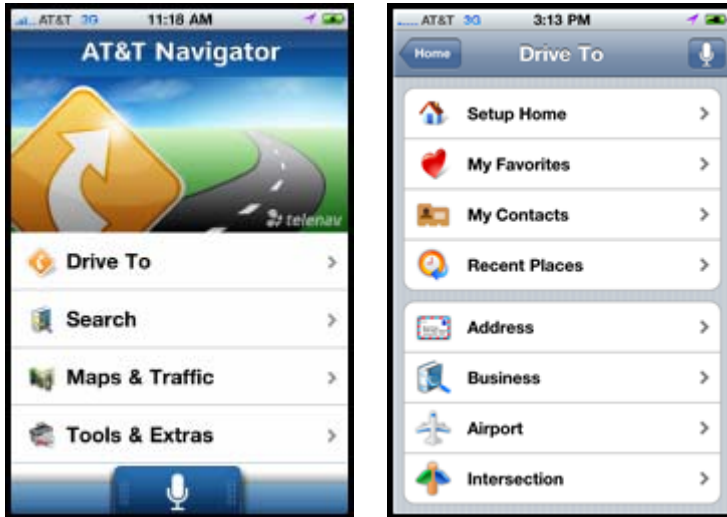 AT&T 3G 11:18 AM
AT&T Navigator
telenav
Drive To
Search
Maps & Traffic
Tools & Extras
AT&T 3G 3:13 PM
Home Drive To
Setup Home
My Favorites
My Contacts
Recent Places
Address
Business
Airport
Intersection